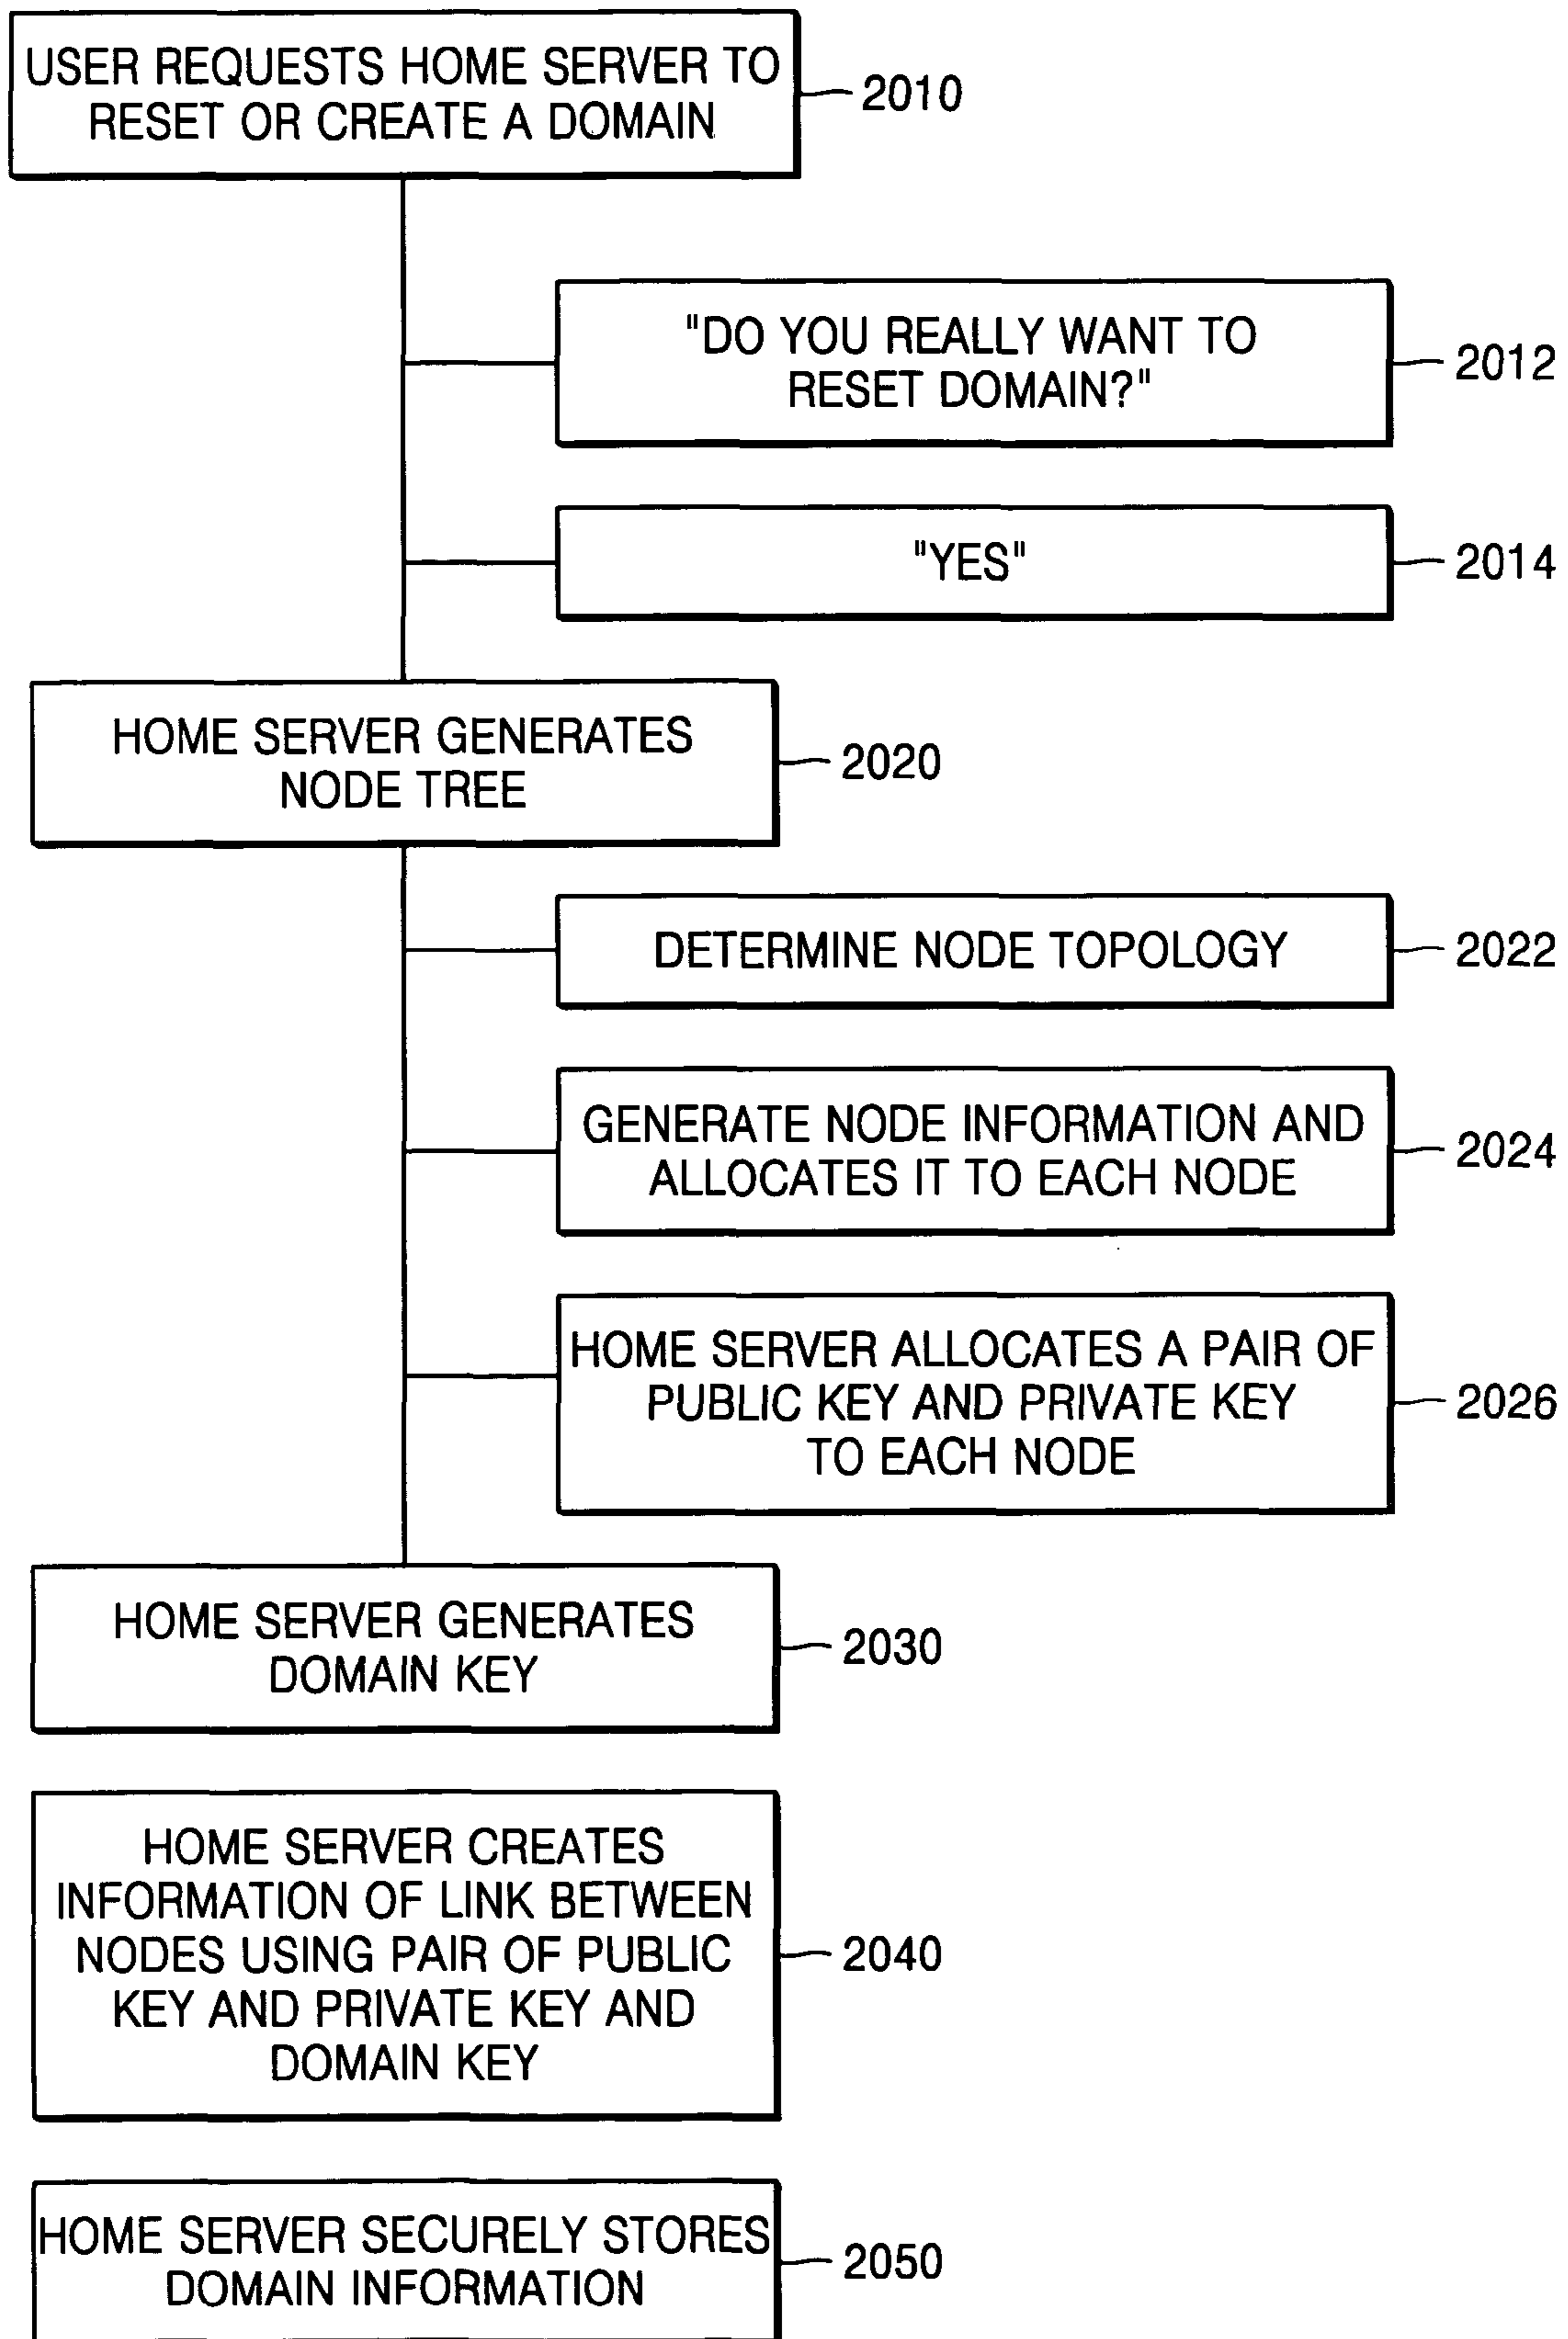 USER REQUESTS HOME SERVER TO
RESET OR CREATE A DOMAIN
2010
"DO YOU REALLY WANT TO
RESET DOMAIN?"
2012
"YES"
2014
HOME SERVER GENERATES
NODE TREE
2020
DETERMINE NODE TOPOLOGY
2022
GENERATE NODE INFORMATION AND
ALLOCATES IT TO EACH NODE
2024
HOME SERVER ALLOCATES A PAIR OF
PUBLIC KEY AND PRIVATE KEY
TO EACH NODE
2026
HOME SERVER GENERATES
DOMAIN KEY
2030
HOME SERVER CREATES
INFORMATION OF LINK BETWEEN
NODES USING PAIR OF PUBLIC
KEY AND PRIVATE KEY AND
DOMAIN KEY
2040
HOME SERVER SECURELY STORES
DOMAIN INFORMATION
2050